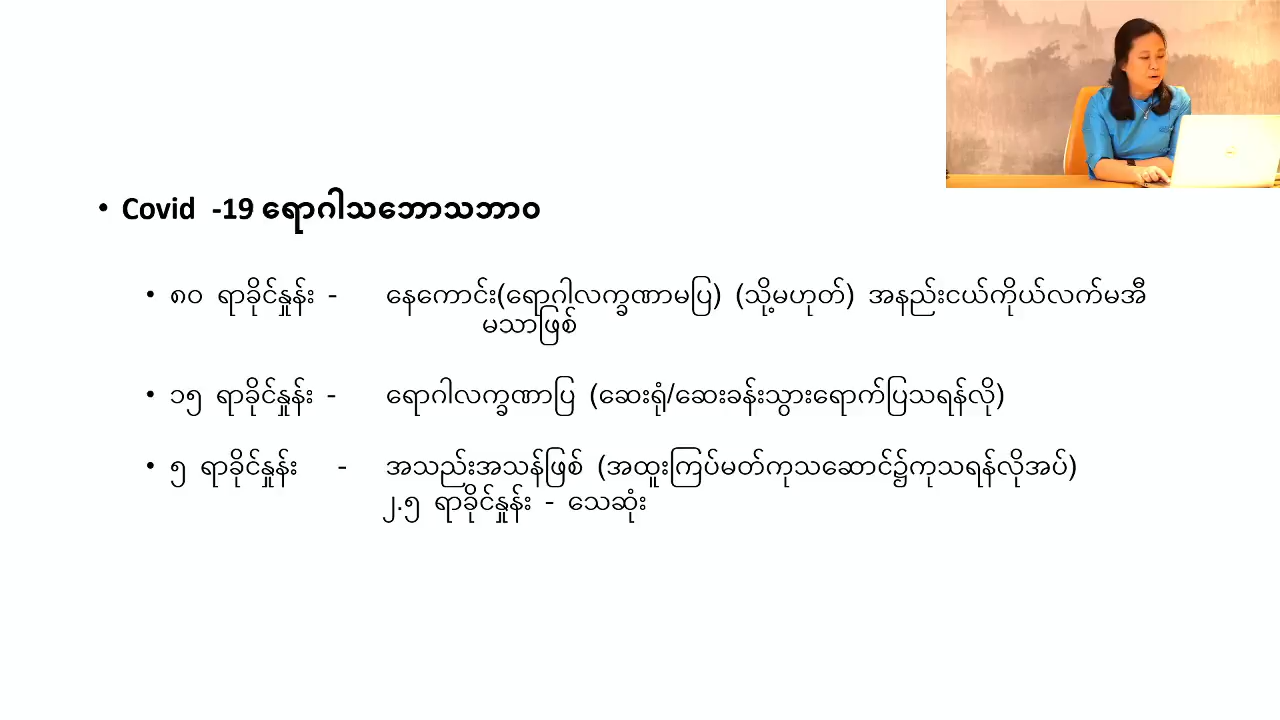 • Covid -19 ရောဂါသဘောသဘာဝ
• ၈၀ ရာခိုင်နှုန်း - နေကောင်း(ရောဂါလက္ခဏာမပြ) (သို့မဟုတ်) အနည်းငယ်ကိုယ်လက်မအီ
မသာဖြစ်
• ၁၅ ရာခိုင်နှုန်း - ရောဂါလက္ခဏာပြ (ဆေးရုံ/ဆေးခန်းသွားရောက်ပြသရန်လို)
• ၅ ရာခိုင်နှုန်း - အသည်းအသန်ဖြစ် (အထူးကြပ်မတ်ကုသဆောင်၌ကုသရန်လိုအပ်)
၂.၅ ရာခိုင်နှုန်း - သေဆုံး